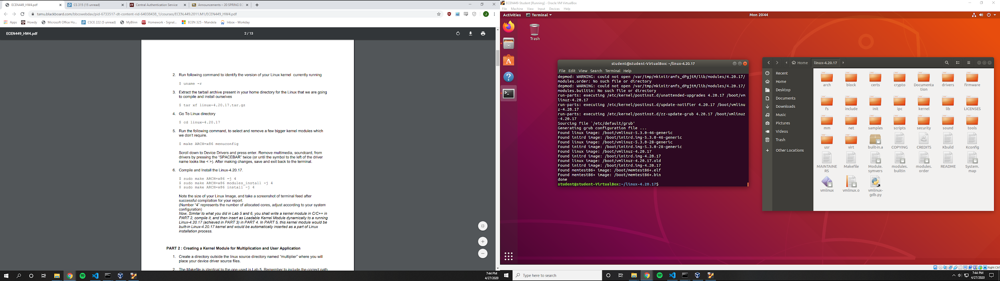 ECEN449_HW4.pdf
CS 315 (15 unread)
Central Authentication Service
Announcements – 20 SPRING EC
tamu.blackboard.com/bbcswebdav/pid-6733517-dt-content-rid-64038438_1/courses/ECEN.449.2011.M1/ECEN449_HW4.pdf
Apps
Howdy
Microsoft Office Ho...
CSCE 222 (5 unread)
MyBlinn
Homework - Signal...
ECEN 325 - Mandela
Inbox - Workday
ECEN449_HW4.pdf
2 / 13
2. Run following command to identify the version of your Linux kernel currently running
$ uname -r
3. Extract the tarball archive present in your home directory for the Linux that we are going
to compile and install ourselves
$ tar xf linux-4.20.17.tar.gz
4. Go To Linux directory
$ cd linux-4.20.17
5. Run the following command, to select and remove a few bigger kernel modules which
we don't require.
$ make ARCH=x86 menuconfig
Scroll down to Device Drivers and press enter. Remove multimedia, soundcard, from
drivers by pressing the “SPACEBAR” twice (or until the symbol to the left of the driver
name looks like < >). After making changes, save and exit back to the terminal.
6. Compile and Install the Linux-4.20.17.
$ sudo make ARCH=x86 -j 4
$ sudo make ARCH=x86 modules_install -j 4
$ sudo make ARCH=x86 install -j 4
Note the size of your Linux Image, and take a screenshot of terminal feed after
successful compilation for your report.
(Number “4” represents the number of allocated cores, adjust according to your system
configuration)
Now, Similar to what you did in Lab 5 and 6, you shall write a kernel module in C/C++ in
PART 2, compile it, and then insert as Loadable Kernel Module dynamically to a running
Linux-4.20.17 (achieved in PART 3) in PART 4. In PART 5, this kernel module would be
built-in Linux-4.20.17 kernel and would be automatically inserted as a part of Linux
installation process.
PART 2 : Creating a Kernel Module for Multiplication and User Application
1. Create a directory outside the linux source directory named “multiplier” where you will
place your device driver source files.
2. The Makefile is identical to the one used in Lab 5. Remember to include the correct path
7:44 PM
4/27/2020
ECEN449-Student [Running] - Oracle VM VirtualBox
File Machine View Input Devices Help
Activities
Terminal
Mon 20:44
Trash
student@student-VirtualBox: ~/linux-4.20.17
File Edit View Search Terminal Help
depmod: WARNING: could not open /var/tmp/mkinitramfs_dPgjtM/lib/modules/4.20.17/
modules.order: No such file or directory
depmod: WARNING: could not open /var/tmp/mkinitramfs_dPgjtM/lib/modules/4.20.17/
modules.builtin: No such file or directory
run-parts: executing /etc/kernel/postinst.d/unattended-upgrades 4.20.17 /boot/vm
linuz-4.20.17
run-parts: executing /etc/kernel/postinst.d/update-notifier 4.20.17 /boot/vmlinu
z-4.20.17
run-parts: executing /etc/kernel/postinst.d/zz-update-grub 4.20.17 /boot/vmlinuz
-4.20.17
Sourcing file `/etc/default/grub'
Generating grub configuration file ...
Found linux image: /boot/vmlinuz-5.3.0-46-generic
Found initrd image: /boot/initrd.img-5.3.0-46-generic
Found linux image: /boot/vmlinuz-5.3.0-28-generic
Found initrd image: /boot/initrd.img-5.3.0-28-generic
Found linux image: /boot/vmlinuz-4.20.17
Found initrd image: /boot/initrd.img-4.20.17
Found linux image: /boot/vmlinuz-4.20.17.old
Found initrd image: /boot/initrd.img-4.20.17
Found memtest86+ image: /boot/memtest86+.elf
Found memtest86+ image: /boot/memtest86+.bin
done
student@student-VirtualBox:~/linux-4.20.17$
Home
linux-4.20.17
Recent
Home
Desktop
Documents
Downloads
Music
Pictures
Videos
Trash
Other Locations
arch block certs crypto Documenta drivers firmware
tion
fs include init ipc kernel lib LICENSES
mm net samples scripts security sound tools
usr virt built-in.a COPYING CREDITS Kbuild Kconfig
MAINTAINE Makefile Module. modules. modules. README System.
RS symvers builtin order map
vmlinux vmlinux.o vmlinux-
gdb.py
Right Ctrl
Type here to search
7:44 PM
4/27/2020